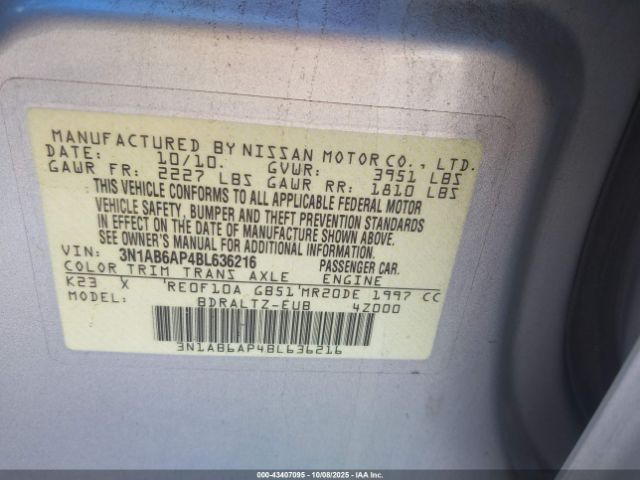 MANUFACTURED BY NISSAN MOTOR CO., LTD.
DATE: 10/10. GVWR: 3951 LBS
GAWR FR: 2227 LBS GAWR RR: 1810 LBS
THIS VEHICLE CONFORMS TO ALL APPLICABLE FEDERAL MOTOR
VEHICLE SAFETY, BUMPER AND THEFT PREVENTION STANDARDS
IN EFFECT ON THE DATE OF MANUFACTURE SHOWN ABOVE.
SEE OWNER'S MANUAL FOR ADDITIONAL INFORMATION.
VIN: 3N1AB6AP4BL636216 PASSENGER CAR.
COLOR TRIM TRANS AXLE ENGINE
K23 X RE0F10A GB51 MR20DE 1997 CC
MODEL: BDRALTZ-EUB 4Z000
3N1AB6AP4BL636216
000-43407095 10/08/2025 - IAAI, Inc.